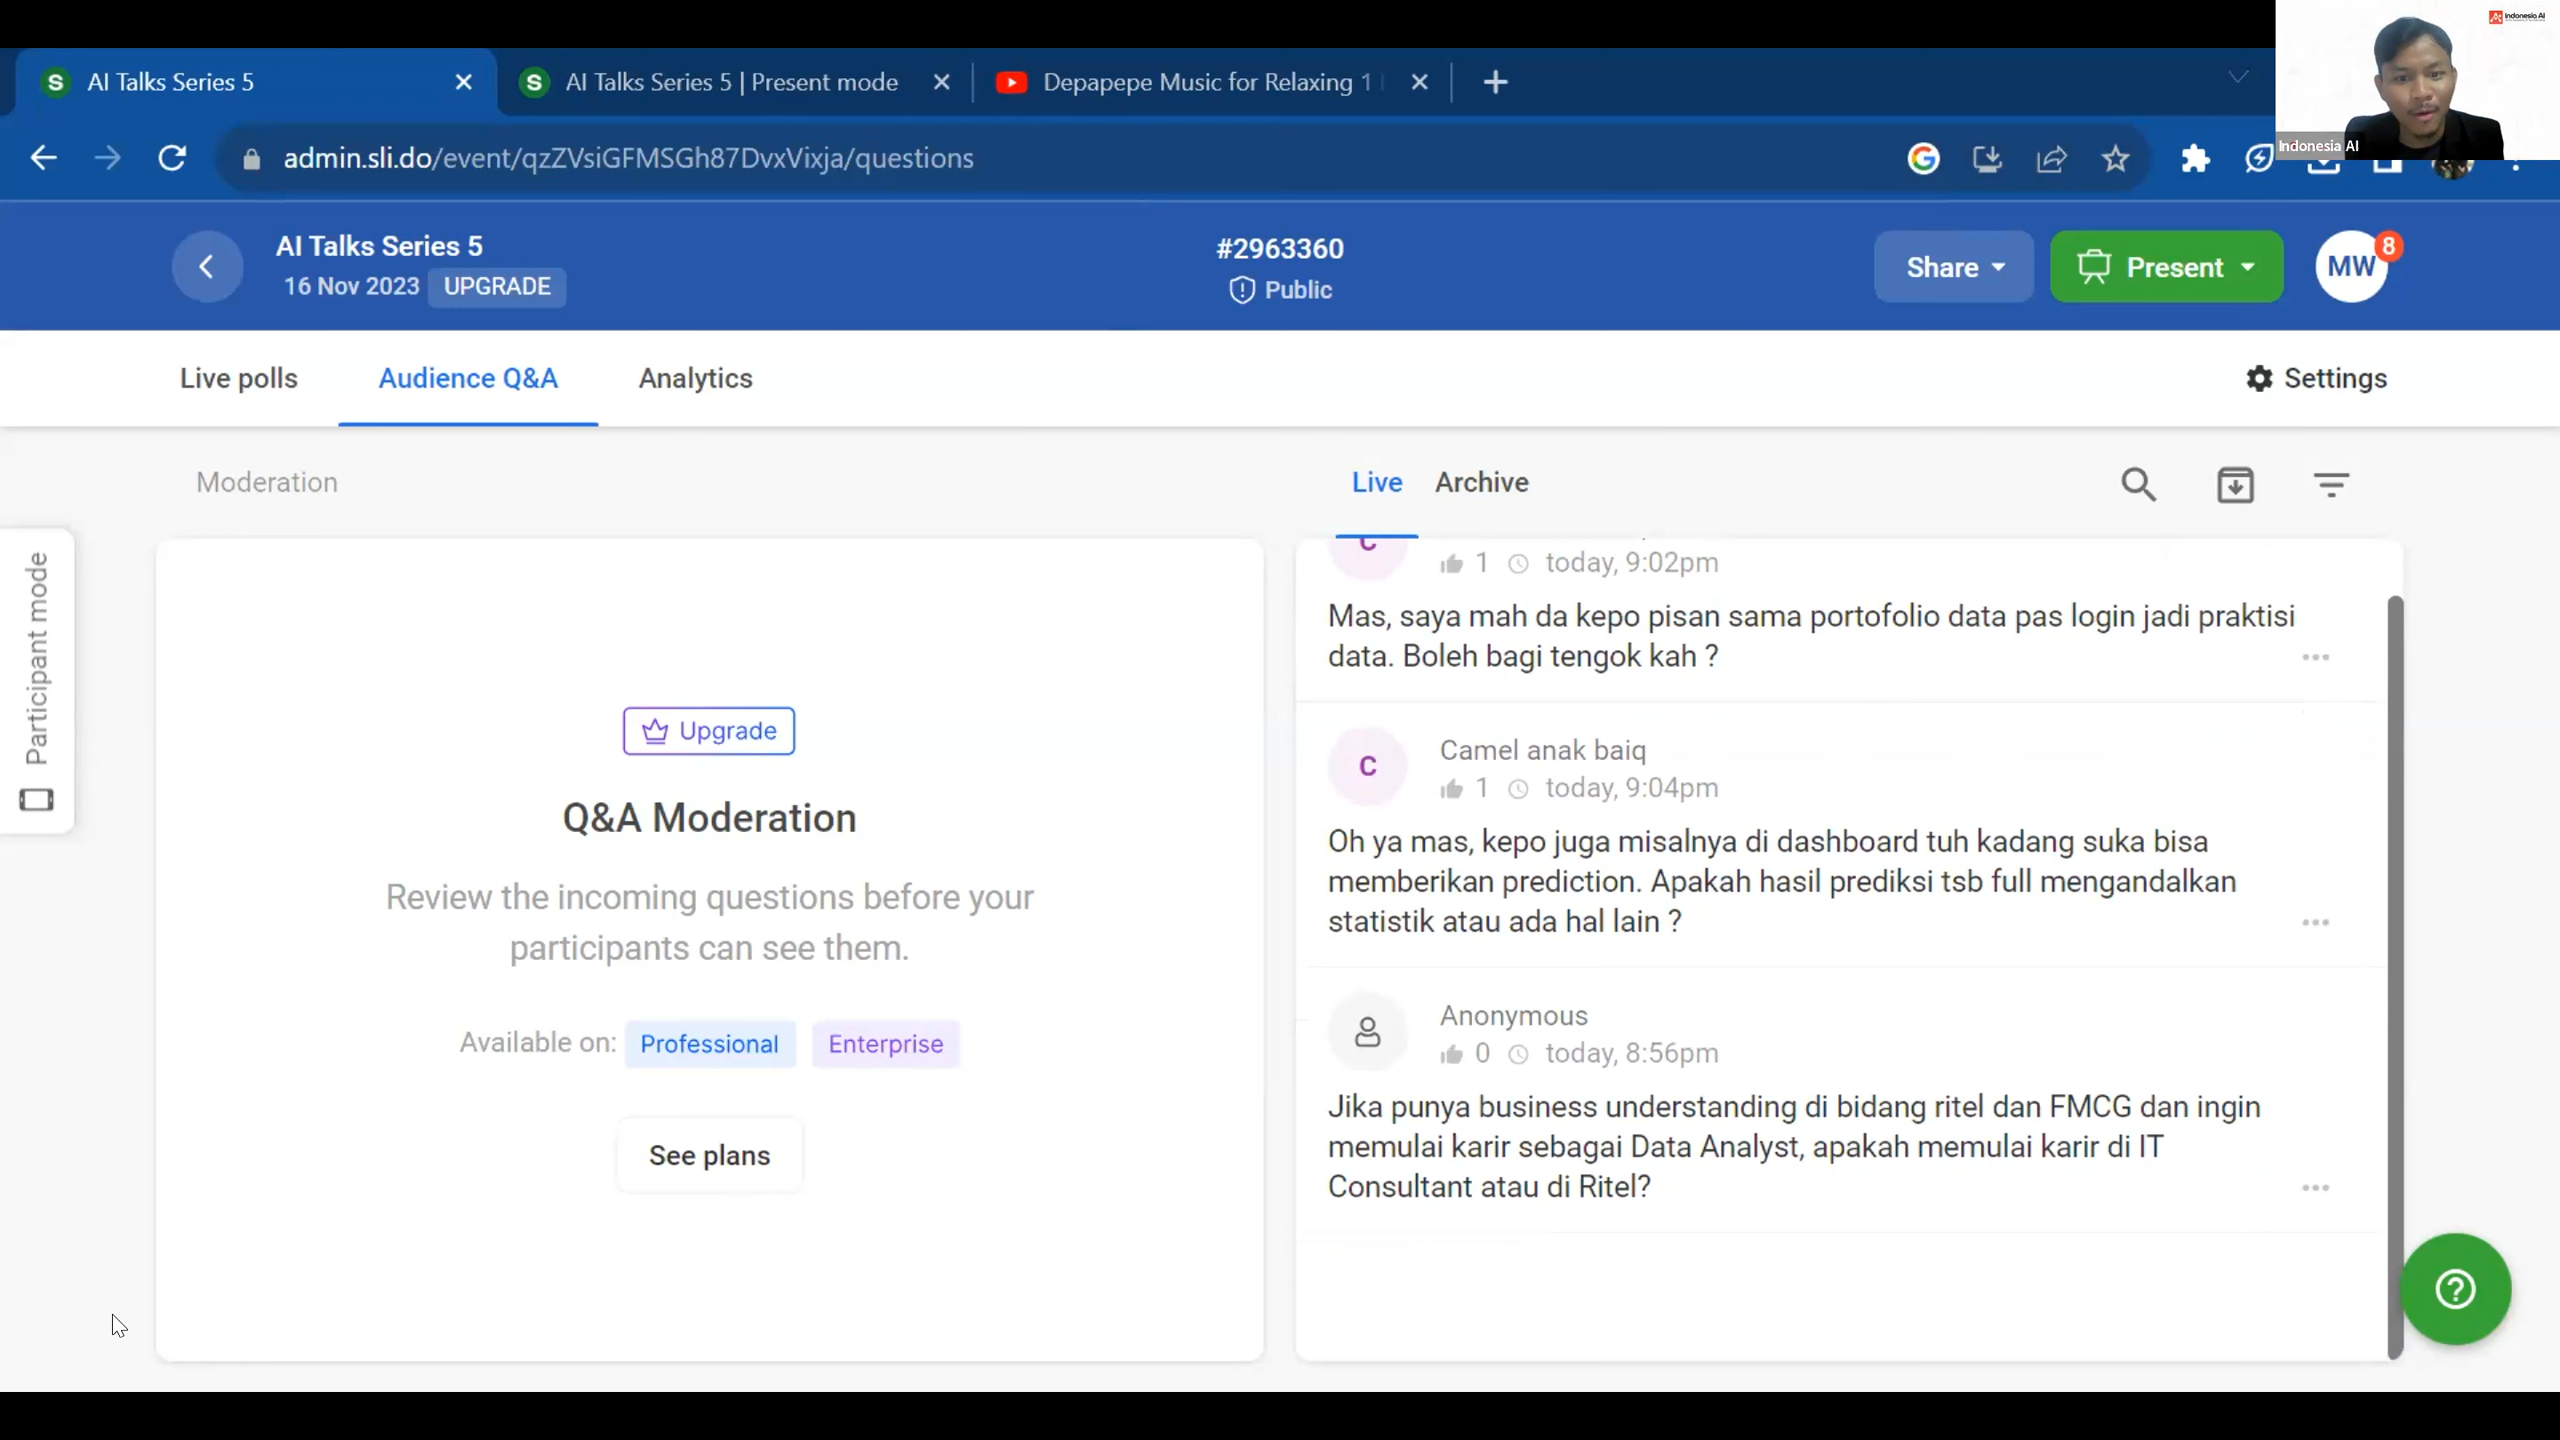 Indonesia AI
AI Talks Series 5
AI Talks Series 5 | Present mode
Depapepe Music for Relaxing 1
Indonesia AI
admin.sli.do/event/qzZVsiGFMSGh87DvxVixja/questions
AI Talks Series 5
16 Nov 2023 UPGRADE
#2963360
Public
Share
Present
MW
8
Live polls
Audience Q&A
Analytics
Settings
Moderation
Live
Archive
Participant mode
Upgrade
Q&A Moderation
Review the incoming questions before your
participants can see them.
Available on: Professional Enterprise
See plans
C
1 today, 9:02pm
Mas, saya mah da kepo pisan sama portofolio data pas login jadi praktisi
data. Boleh bagi tengok kah ?
C
Camel anak baiq
1 today, 9:04pm
Oh ya mas, kepo juga misalnya di dashboard tuh kadang suka bisa
memberikan prediction. Apakah hasil prediksi tsb full mengandalkan
statistik atau ada hal lain ?
Anonymous
0 today, 8:56pm
Jika punya business understanding di bidang ritel dan FMCG dan ingin
memulai karir sebagai Data Analyst, apakah memulai karir di IT
Consultant atau di Ritel?